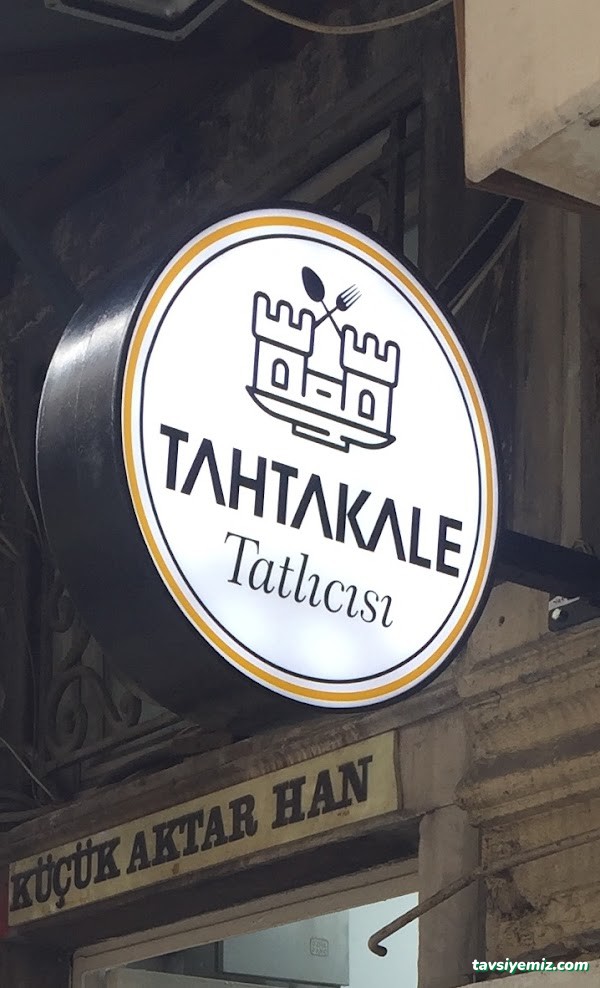 TAHTAKALE
Tatlıcısı
KÜÇÜK AKTAR HAN
tavsiyemiz.com